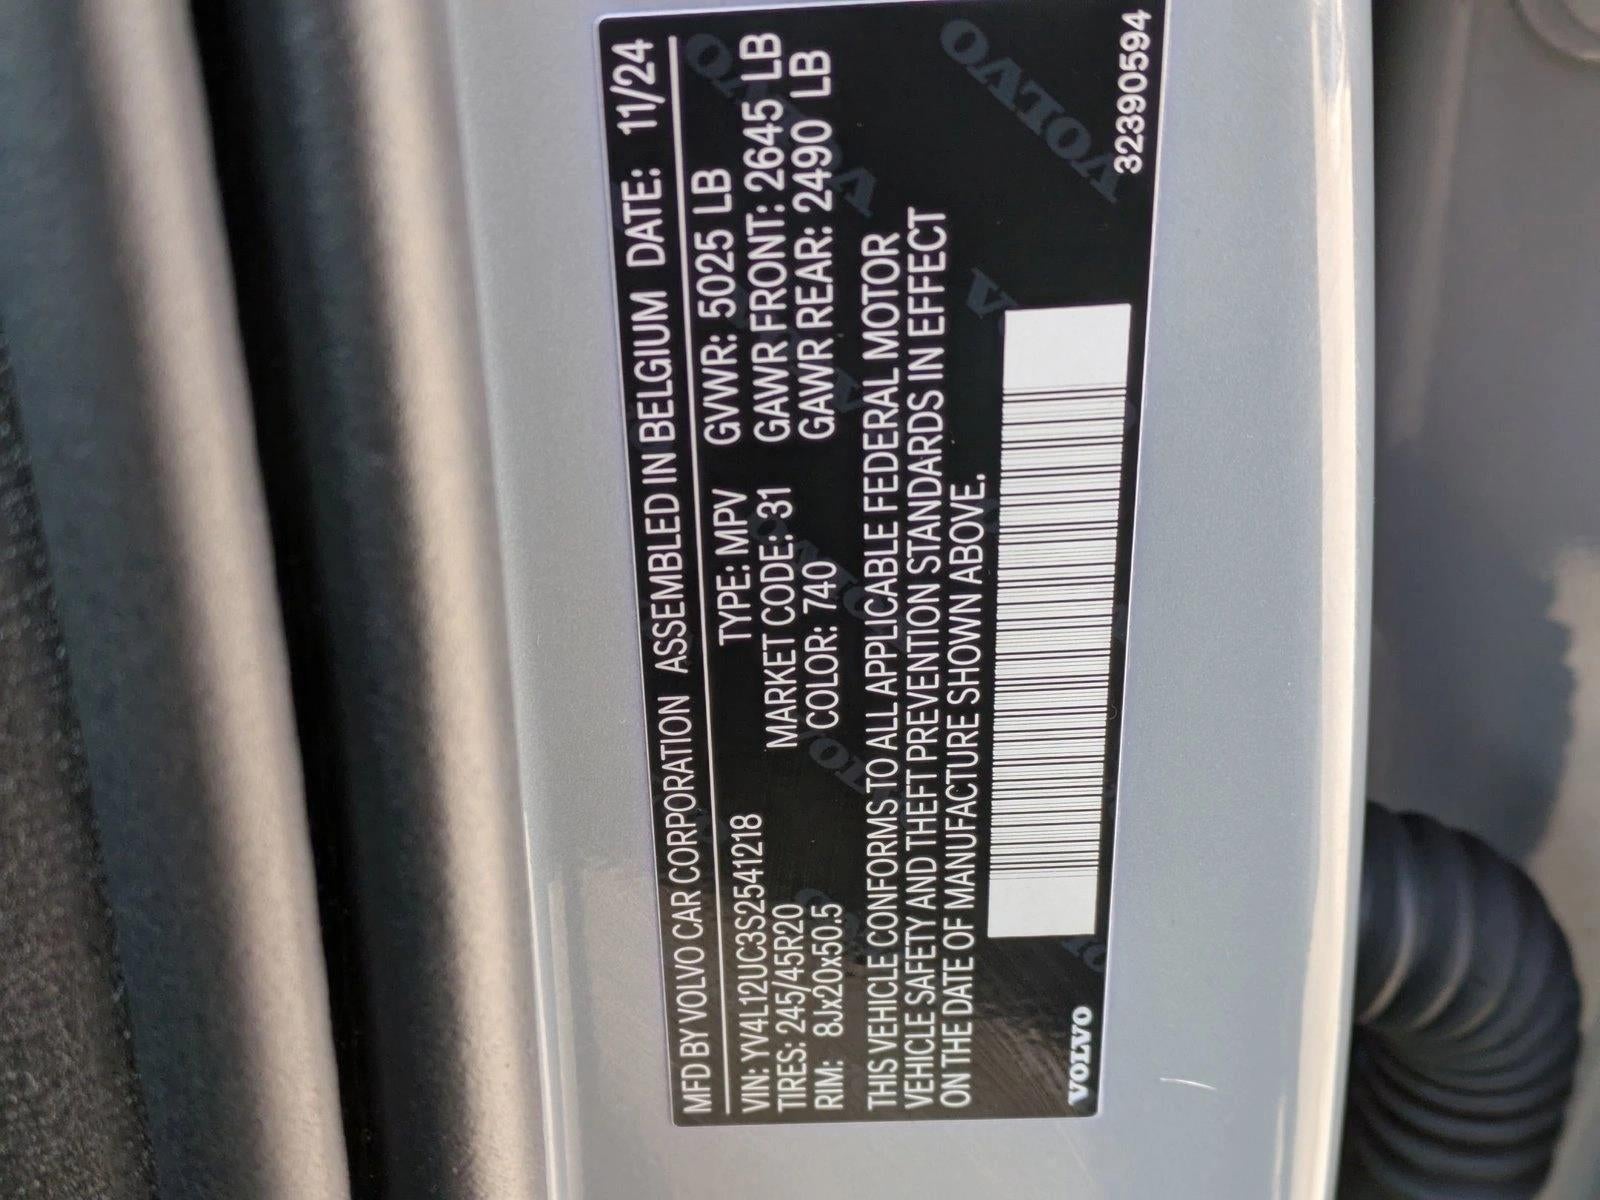 MFD BY VOLVO CAR CORPORATION ASSEMBLED IN BELGIUM DATE: 11/24
VIN: YV4L12UC3S2541218 TYPE: MPV GVWR: 5025 LB
TIRES: 245/45R20 MARKET CODE: 31 GAWR FRONT: 2645 LB
RIM: 8Jx20x50.5 COLOR: 740 GAWR REAR: 2490 LB
THIS VEHICLE CONFORMS TO ALL APPLICABLE FEDERAL MOTOR
VEHICLE SAFETY AND THEFT PREVENTION STANDARDS IN EFFECT
ON THE DATE OF MANUFACTURE SHOWN ABOVE.
VOLVO 32390594